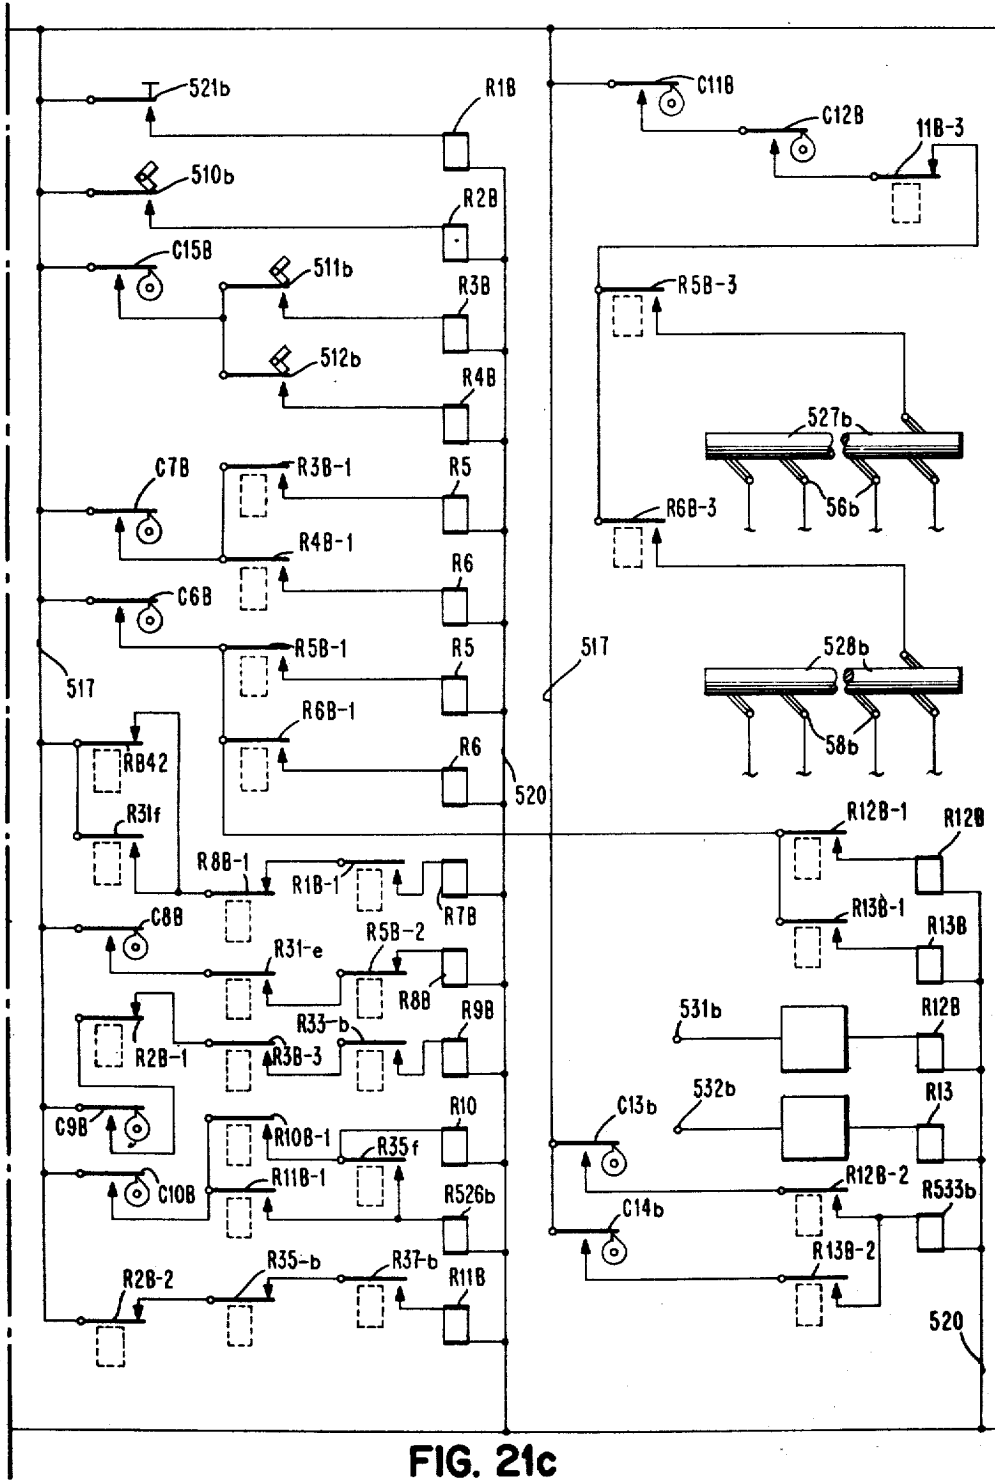 521b
R1B
510b
R2B
C15B
511b
R3B
512b
R4B
C7B
R3B-1
R5
R4B-1
R6
C6B
R5B-1
R5
517
R6B-1
R6
RB42
520
R31f
R8B-1
R1B-1
R7B
C8B
R31-e
R5B-2
R8B
R2B-1
R3B-3
R33-b
R9B
C9B
R10B-1
R10
R35f
C10B
R11B-1
R526b
R2B-2
R35-b
R37-b
R11B
C11B
C12B
11B-3
R5B-3
527b
56b
R6B-3
517
528b
58b
R12B-1
R12B
R13B-1
R13B
531b
R12B
532b
R13
C13b
R12B-2
R533b
C14b
R13B-2
520
FIG. 21c